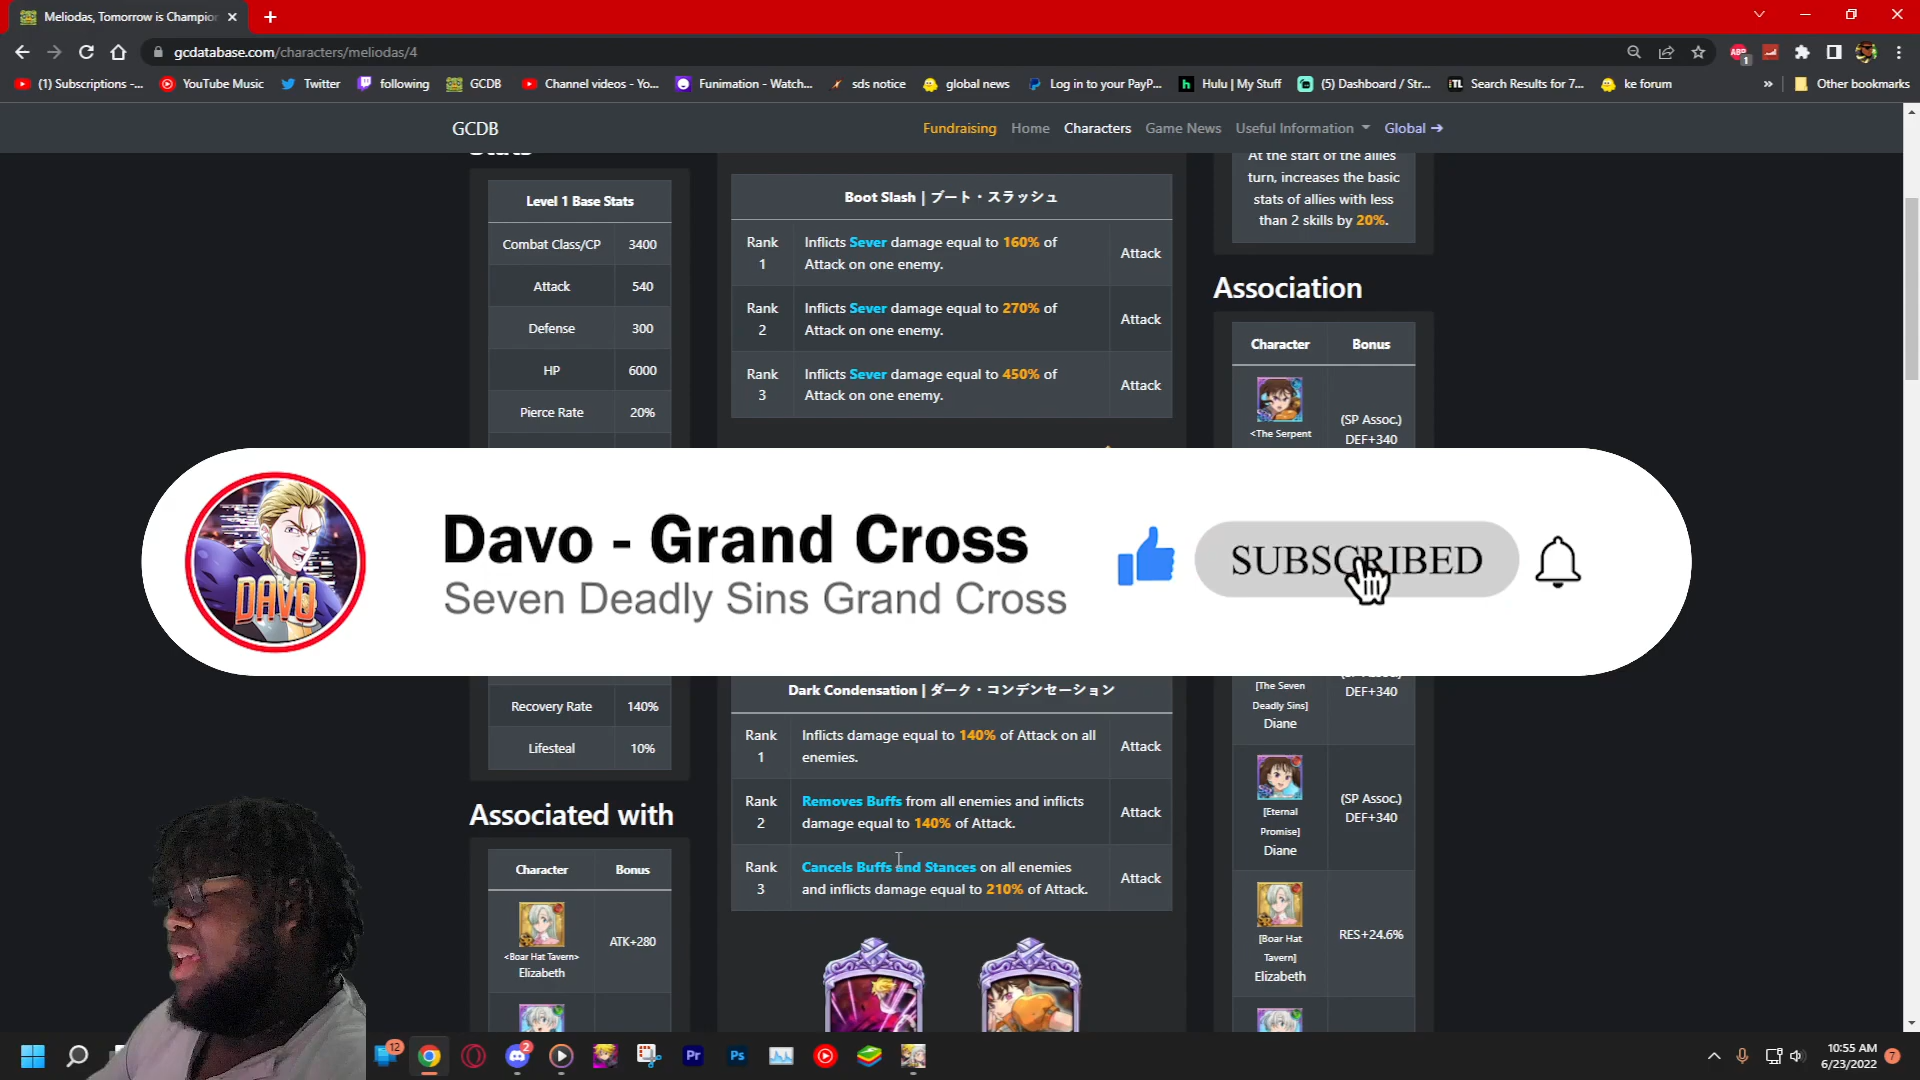 Meliodas, Tomorrow is Champion
gcdatabase.com/characters/meliodas/4
(1) Subscriptions -...
YouTube Music
Twitter
following
GCDB
Channel videos - Yo...
Funimation - Watch...
sds notice
global news
Log in to your PayP...
Hulu | My Stuff
(5) Dashboard / Str...
Search Results for 7...
ke forum
»
Other bookmarks
GCDB
Fundraising
Home
Characters
Game News
Useful Information
Global
Stats
Level 1 Base Stats
Combat Class/CP 3400
Attack 540
Defense 300
HP 6000
Pierce Rate 20%
Recovery Rate 140%
Lifesteal 10%
Associated with
Character Bonus
<Boar Hat Tavern>
Elizabeth
ATK+280
Boot Slash | ブート・スラッシュ
Rank 1
Inflicts Sever damage equal to 160% of
Attack on one enemy.
Attack
Rank 2
Inflicts Sever damage equal to 270% of
Attack on one enemy.
Attack
Rank 3
Inflicts Sever damage equal to 450% of
Attack on one enemy.
Attack
DAVO
Davo - Grand Cross
Seven Deadly Sins Grand Cross
SUBSCRIBED
Dark Condensation | ダーク・コンデンセーション
Rank 1
Inflicts damage equal to 140% of Attack on all
enemies.
Attack
Rank 2
Removes Buffs from all enemies and inflicts
damage equal to 140% of Attack.
Attack
Rank 3
Cancels Buffs and Stances on all enemies
and inflicts damage equal to 210% of Attack.
Attack
At the start of the allies
turn, increases the basic
stats of allies with less
than 2 skills by 20%.
Association
Character Bonus
<The Serpent
(SP Assoc.)
DEF+340
[The Seven
Deadly Sins]
Diane
(SP Assoc.)
DEF+340
[Eternal
Promise]
Diane
(SP Assoc.)
DEF+340
[Boar Hat
Tavern]
Elizabeth
RES+24.6%
12
2
Pr
Ps
10:55 AM
6/23/2022
7